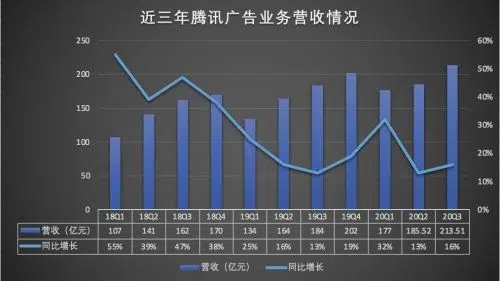 近三年腾讯广告业务营收情况
250 60%
200 50%
150 40%
100 30%
50 20%
0 10%
0%
18Q1 18Q2 18Q3 18Q4 19Q1 19Q2 19Q3 19Q4 20Q1 20Q2 20Q3
营收（亿元） 107 141 162 170 134 164 184 202 177 185.52 213.51
同比增长 55% 39% 47% 38% 25% 16% 13% 19% 32% 13% 16%
营收（亿元） 同比增长